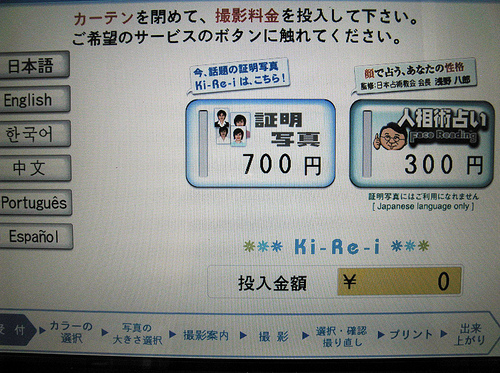 カーテンを閉めて、撮影料金を投入して下さい。
ご希望のサービスのボタンに触れてください。
日本語
English
한국어
中文
Português
Español
今、話題の証明写真
Ki-Re-i は、こちら!
証明
写真
700 円
顔で占う、あなたの性格
監修:日本占術教会 会長 浅野 八郎
人相術占い
Face Reading
300 円
証明写真にはご利用になれません
[ Japanese language only ]
Ki-Re-i
投入金額 ¥ 0
受 付
カラーの
選択
写真の
大きさ選択
撮影案内
撮 影
選択・確認
撮り直し
プリント
出来
上がり